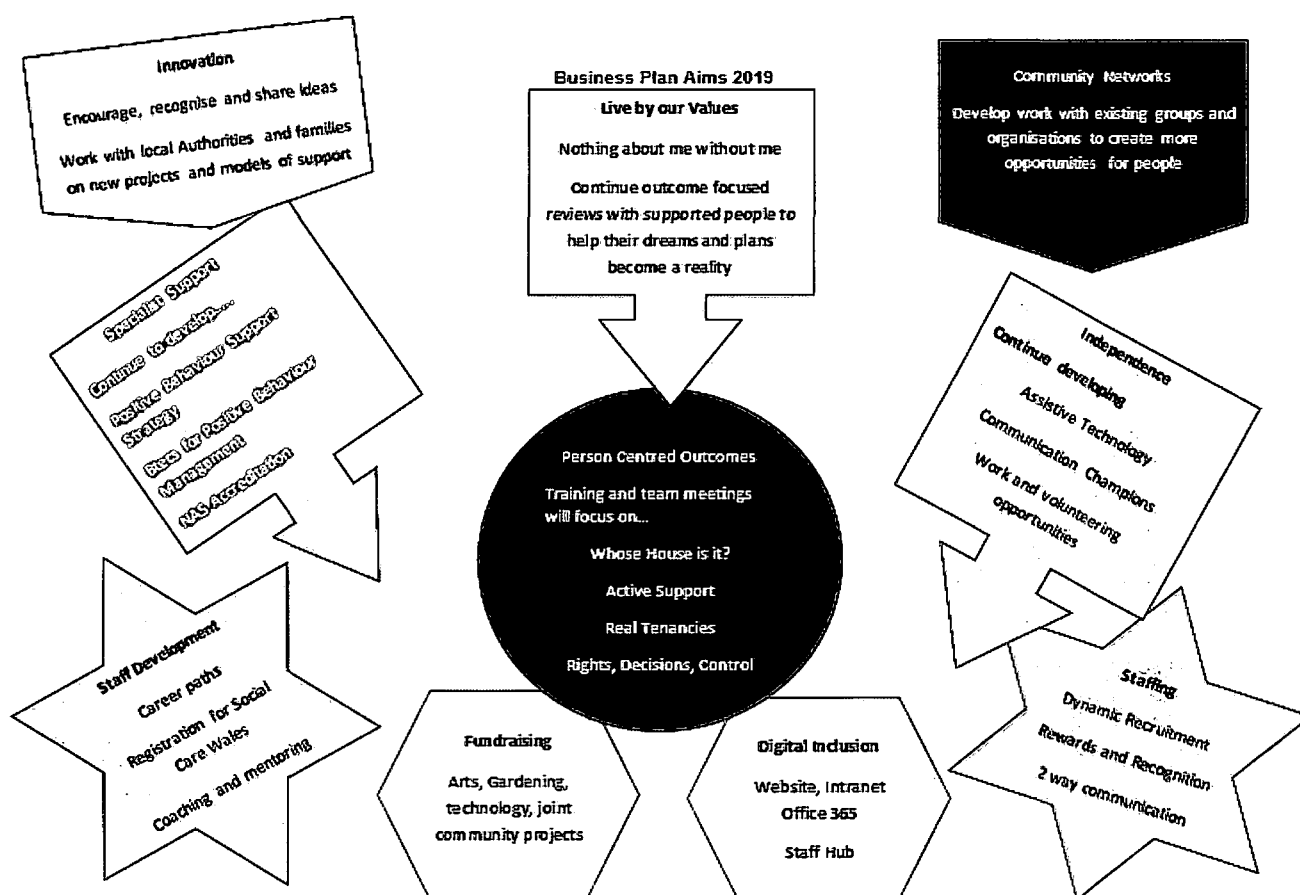 Business Plan Aims 2019
Innovation
Encourage, recognise and share ideas
Work with local Authorities and families
on new projects and models of support
Live by our Values
Nothing about me without me
Continue outcome focused
reviews with supported people to
help their dreams and plans
become a reality
Community Networks
Develop work with existing groups and
organisations to create more
opportunities for people
Specialist Support
Continue to develop.....
Positive Behaviour Support
Strategy
Btecs for Positive Behaviour
Management
NAS Accreditation
Person Centred Outcomes
Training and team meetings
will focus on...
Whose House is it?
Active Support
Real Tenancies
Rights, Decisions, Control
Independence
Continue developing
Assistive Technology
Communication Champions
Work and volunteering
opportunities
Staff Development
Career paths
Registration for Social
Care Wales
Coaching and mentoring
Fundraising
Arts, Gardening,
technology, joint
community projects
Digital Inclusion
Website, Intranet
Office 365
Staff Hub
Staffing
Dynamic Recruitment
Rewards and Recognition
2 way communication